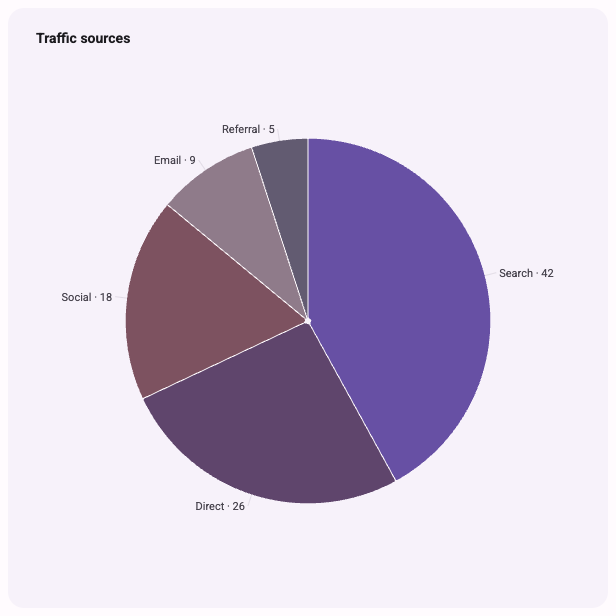 Traffic sources
Referral · 5
Email · 9
Search · 42
Social · 18
Direct · 26